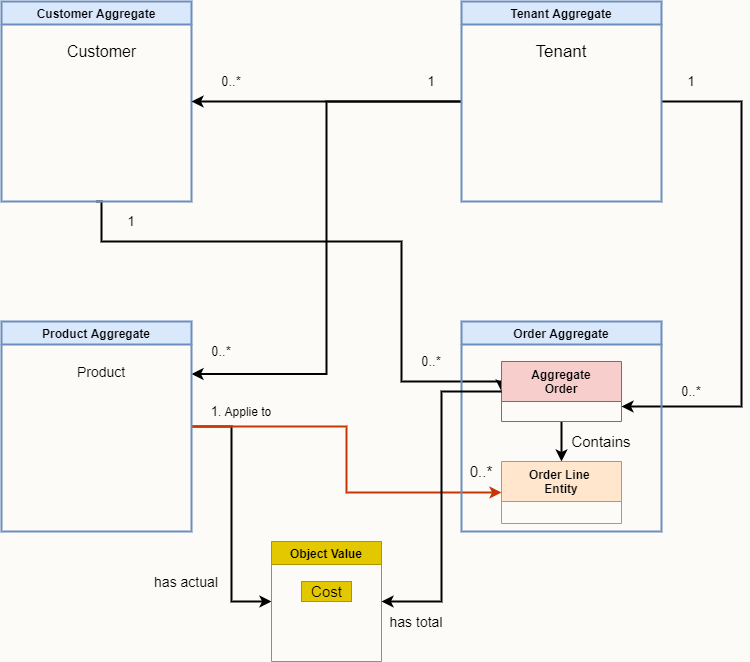 Customer Aggregate
Tenant Aggregate
Customer
Tenant
0..*
1
1
1
Product Aggregate
Order Aggregate
0..*
0..*
Product
Aggregate
Order
0..*
1. Applie to
Contains
0..*
Order Line
Entity
Object Value
has actual
Cost
has total